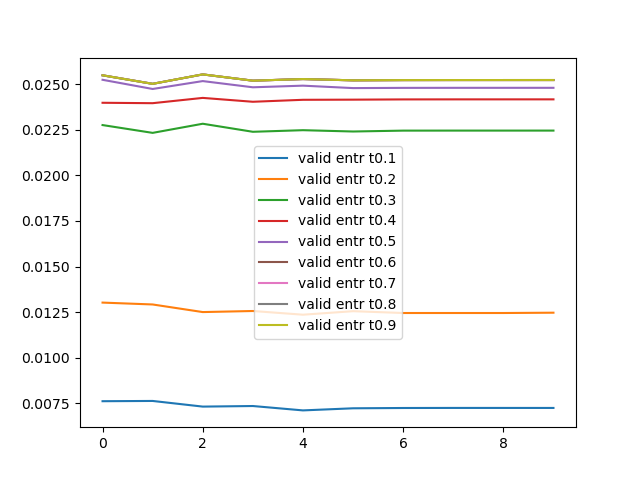 0.0250
0.0225
0.0200
0.0175
0.0150
0.0125
0.0100
0.0075
valid entr t0.1
valid entr t0.2
valid entr t0.3
valid entr t0.4
valid entr t0.5
valid entr t0.6
valid entr t0.7
valid entr t0.8
valid entr t0.9
0 2 4 6 8